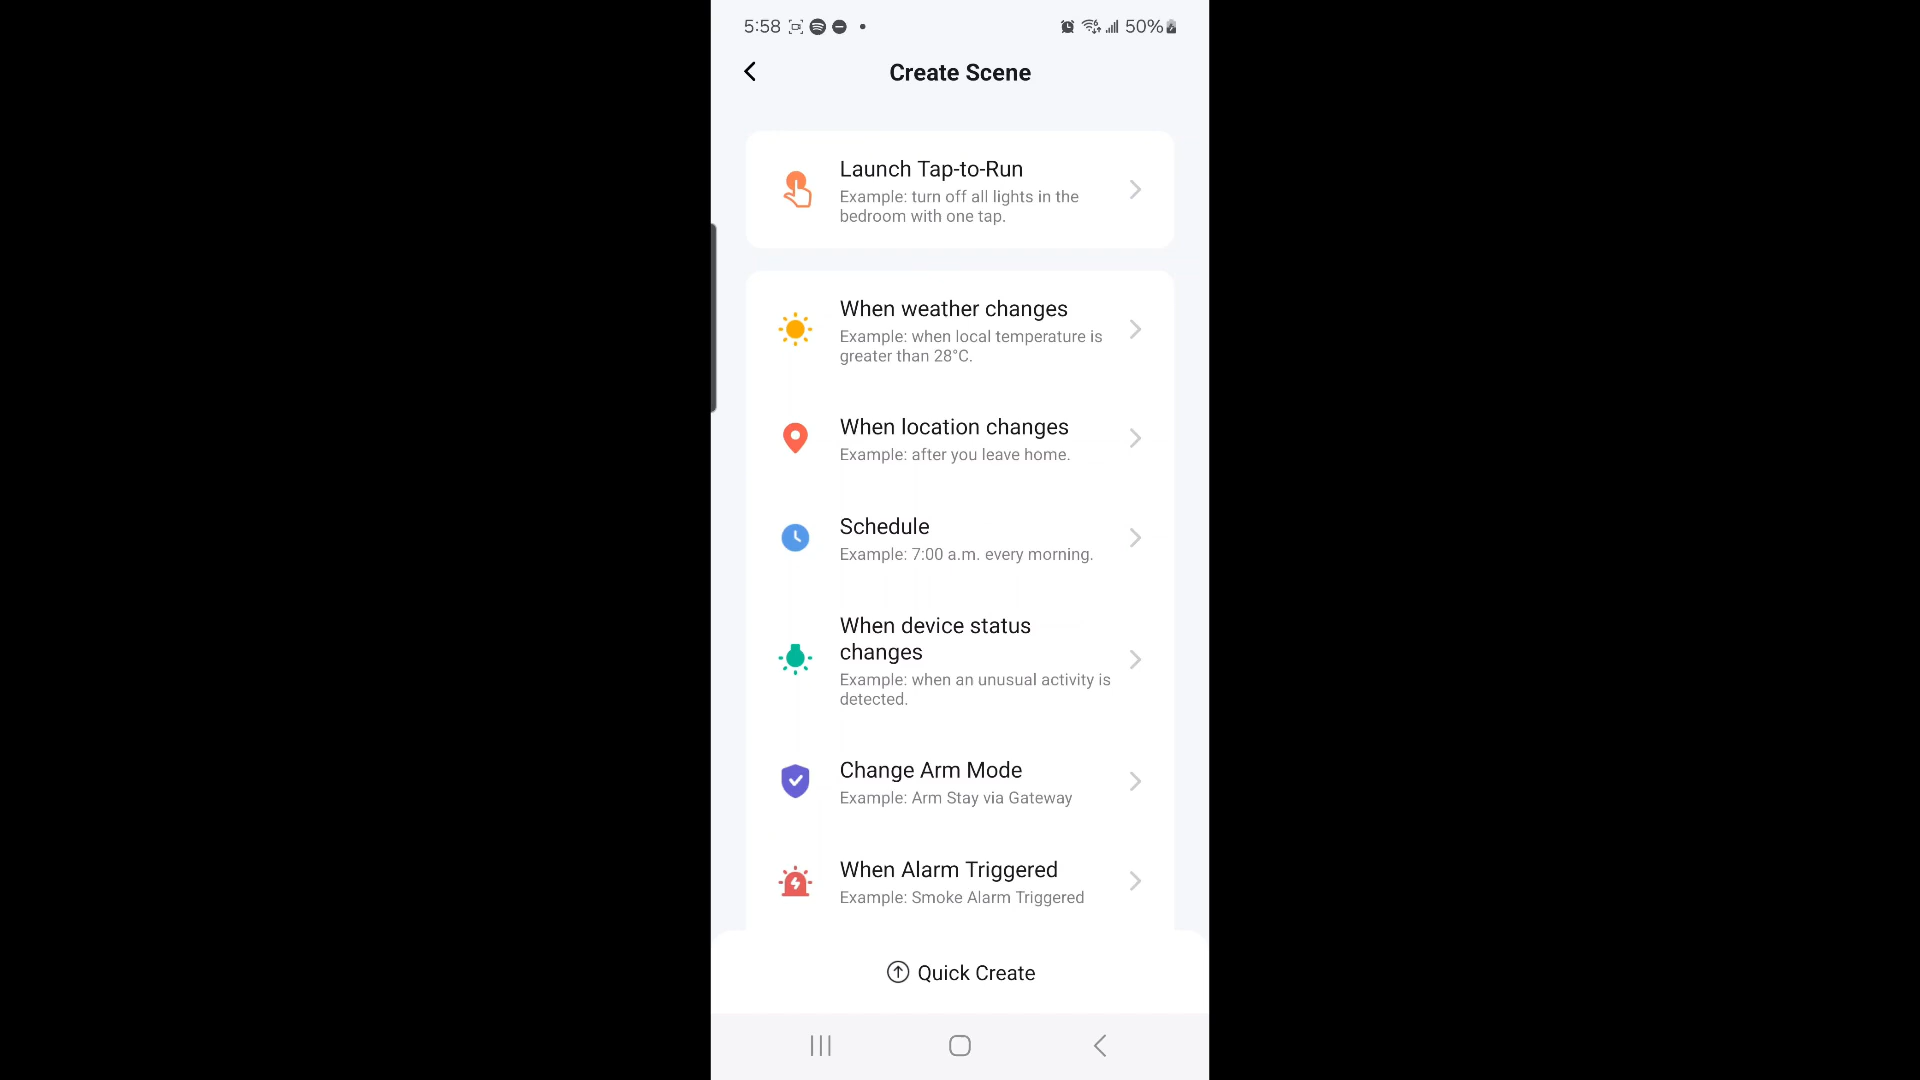 5:58
50%
Create Scene
Launch Tap-to-Run
Example: turn off all lights in the
bedroom with one tap.
When weather changes
Example: when local temperature is
greater than 28°C.
When location changes
Example: after you leave home.
Schedule
Example: 7:00 a.m. every morning.
When device status
changes
Example: when an unusual activity is
detected.
Change Arm Mode
Example: Arm Stay via Gateway
When Alarm Triggered
Example: Smoke Alarm Triggered
Quick Create